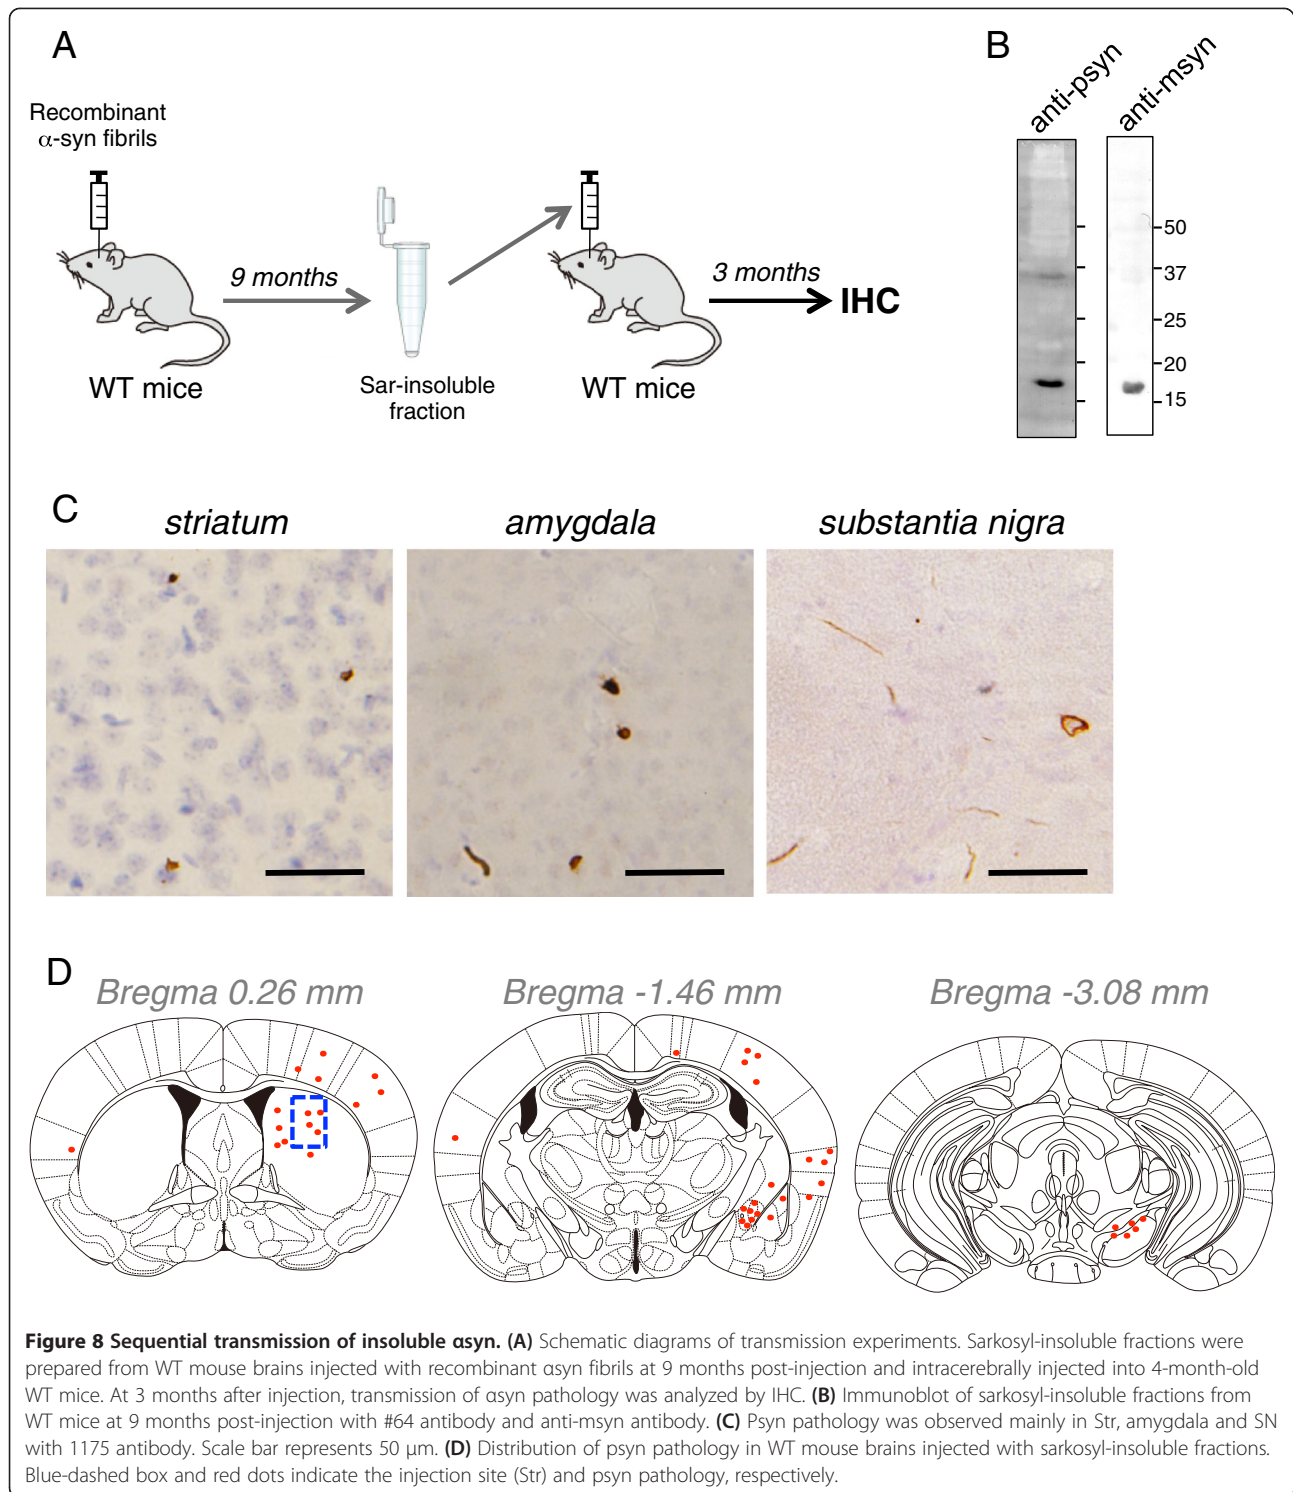 A
Recombinant
α-syn fibrils
9 months
3 months
IHC
WT mice
Sar-insoluble
fraction
WT mice
B
anti-psyn
anti-msyn
50
37
25
20
15
C
striatum
amygdala
substantia nigra
D
Bregma 0.26 mm
Bregma -1.46 mm
Bregma -3.08 mm
Figure 8 Sequential transmission of insoluble αsyn. (A) Schematic diagrams of transmission experiments. Sarkosyl-insoluble fractions were
prepared from WT mouse brains injected with recombinant αsyn fibrils at 9 months post-injection and intracerebrally injected into 4-month-old
WT mice. At 3 months after injection, transmission of αsyn pathology was analyzed by IHC. (B) Immunoblot of sarkosyl-insoluble fractions from
WT mice at 9 months post-injection with #64 antibody and anti-msyn antibody. (C) Psyn pathology was observed mainly in Str, amygdala and SN
with 1175 antibody. Scale bar represents 50 μm. (D) Distribution of psyn pathology in WT mouse brains injected with sarkosyl-insoluble fractions.
Blue-dashed box and red dots indicate the injection site (Str) and psyn pathology, respectively.